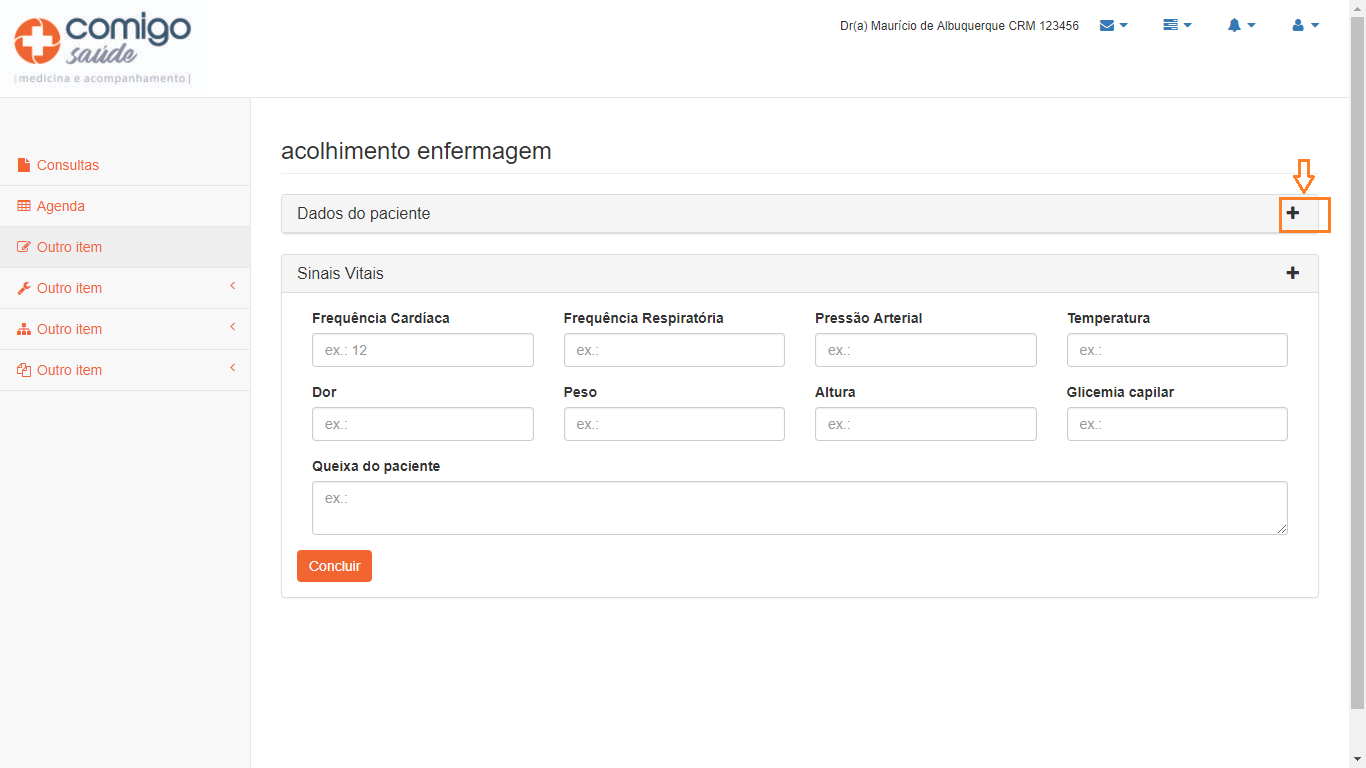 comigo
saúde
|medicina e acompanhamento|
Dr(a) Maurício de Albuquerque CRM 123456
Consultas
Agenda
Outro item
Outro item
Outro item
Outro item
acolhimento enfermagem
Dados do paciente
Sinais Vitais
Frequência Cardíaca Frequência Respiratória Pressão Arterial Temperatura
ex.: 12 ex.: ex.: ex.:
Dor Peso Altura Glicemia capilar
ex.: ex.: ex.: ex.:
Queixa do paciente
ex.:
Concluir